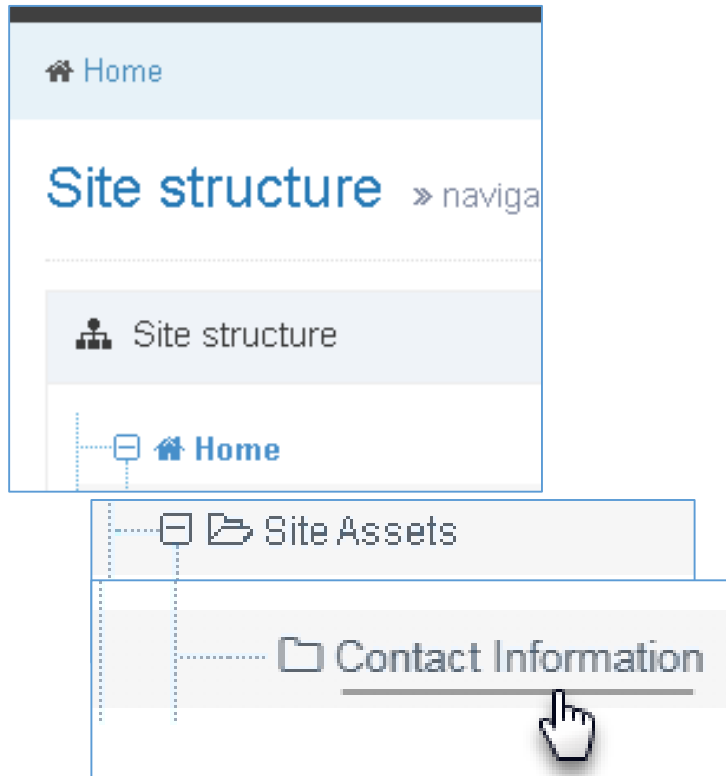 Home
Site structure » naviga
Site structure
Home
Site Assets
Contact Information